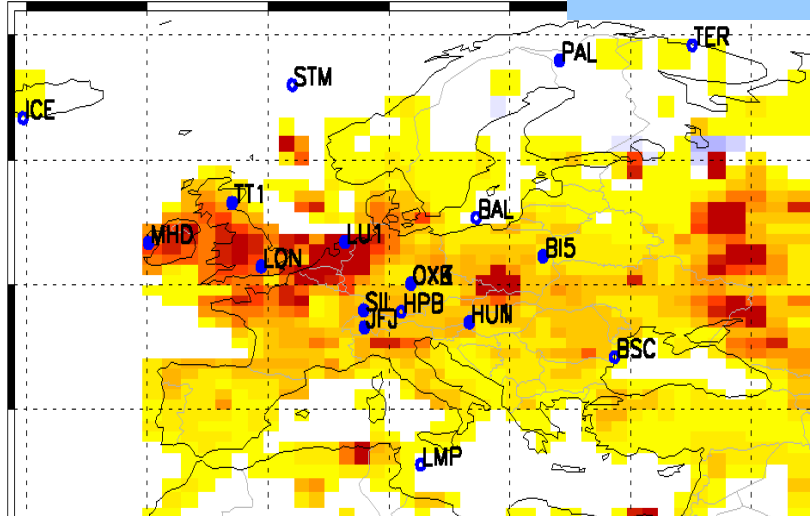 TER
PAL
STM
ICE
TT1
BAL
MHD
LU1
BI5
LON
SIL
HPB
HUN
JFJ
BSC
LMP